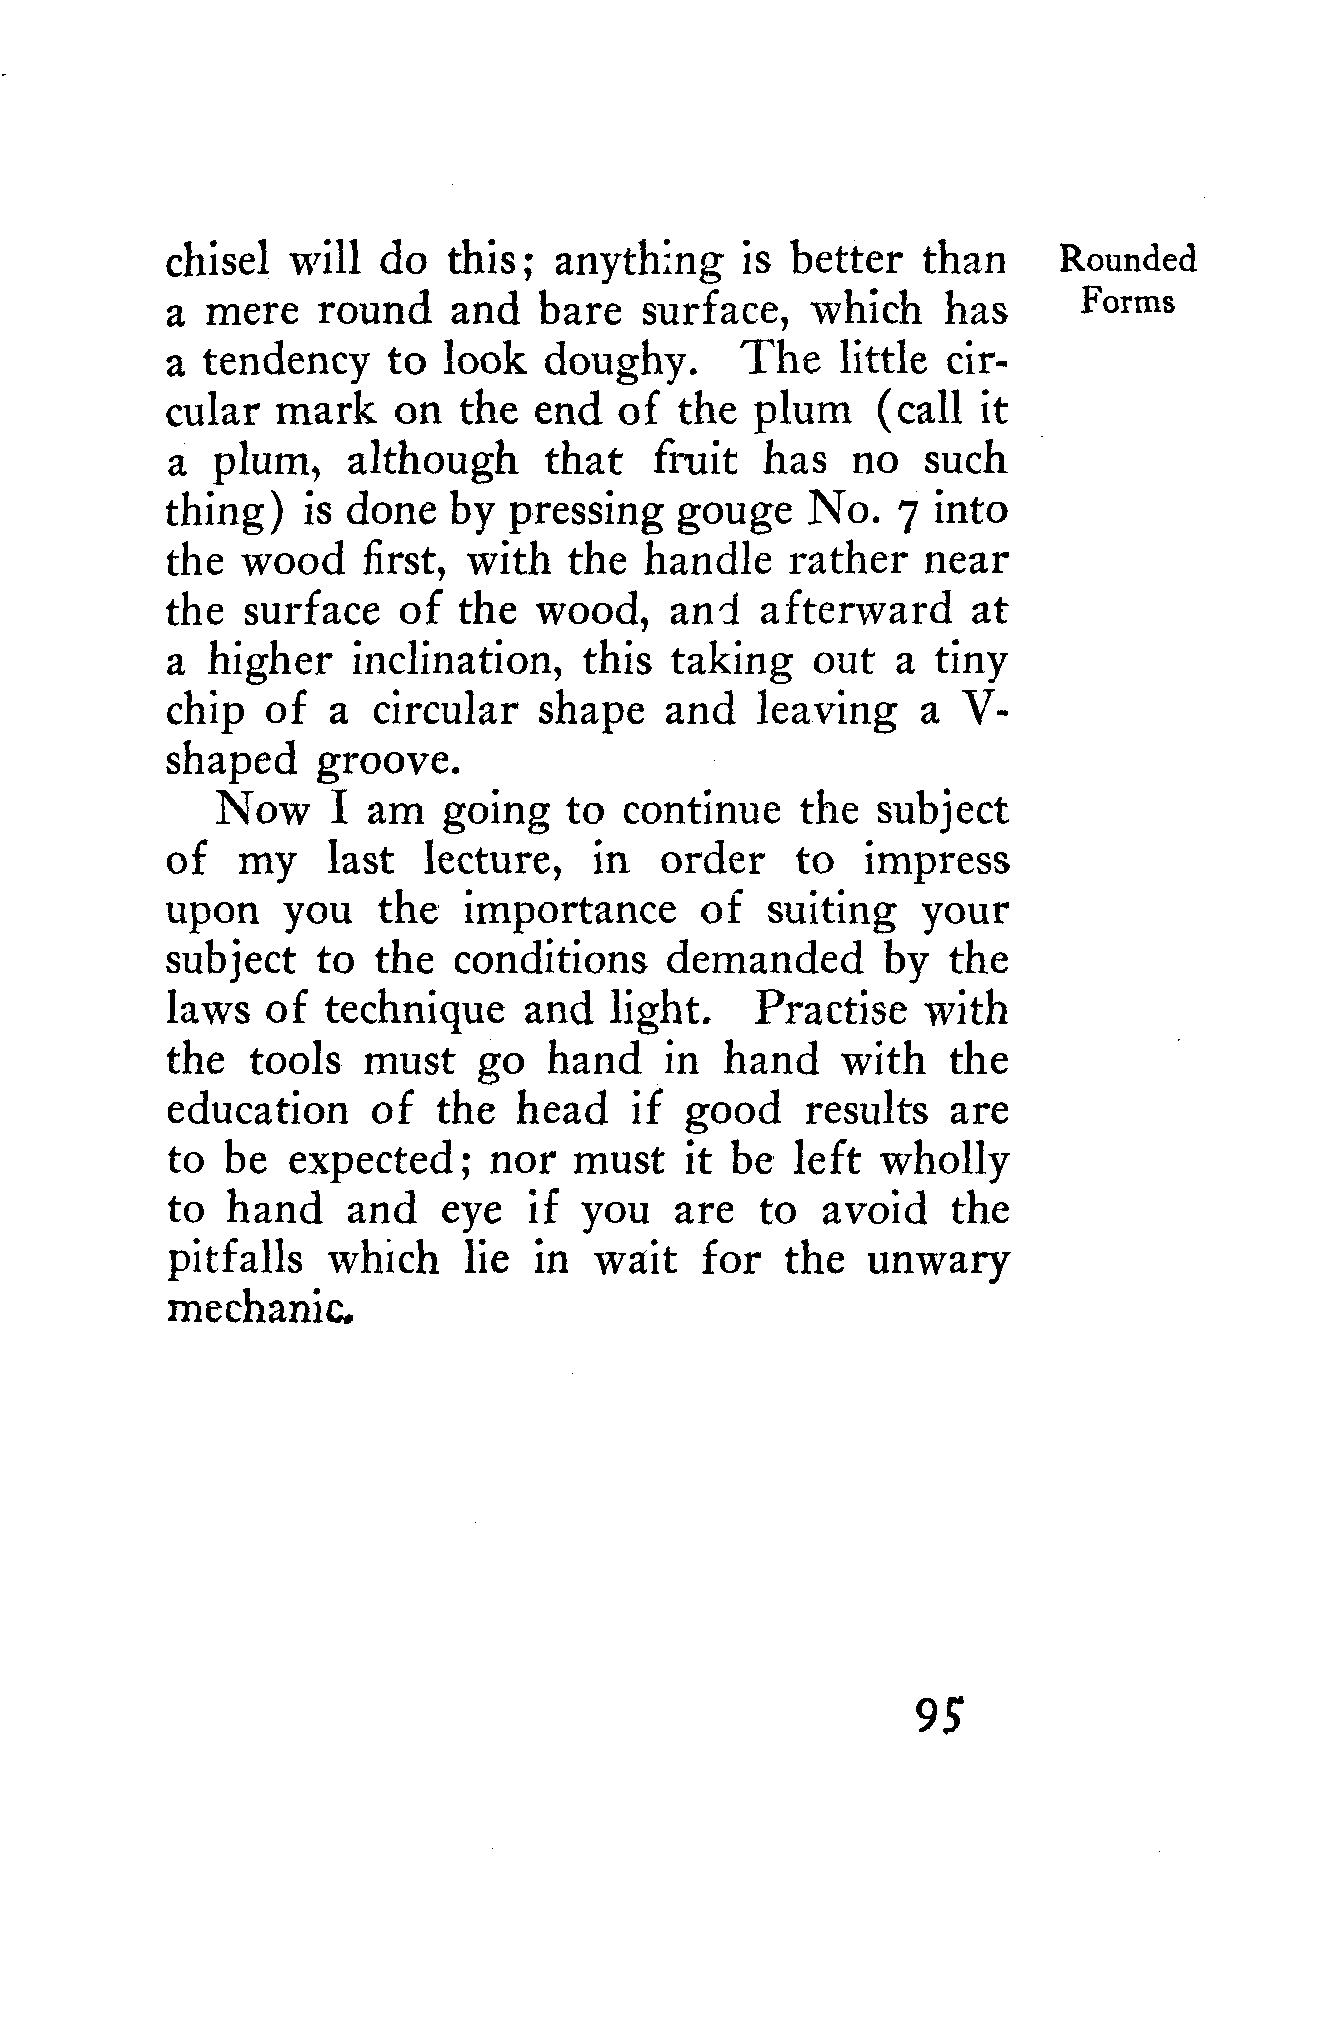 chisel will do this; anything is better than
a mere round and bare surface, which has
a tendency to look doughy. The little cir-
cular mark on the end of the plum (call it
a plum, although that fruit has no such
thing) is done by pressing gouge No. 7 into
the wood first, with the handle rather near
the surface of the wood, and afterward at
a higher inclination, this taking out a tiny
chip of a circular shape and leaving a V-
shaped groove.
Now I am going to continue the subject
of my last lecture, in order to impress
upon you the importance of suiting your
subject to the conditions demanded by the
laws of technique and light. Practise with
the tools must go hand in hand with the
education of the head if good results are
to be expected; nor must it be left wholly
to hand and eye if you are to avoid the
pitfalls which lie in wait for the unwary
mechanic.
Rounded
Forms
95